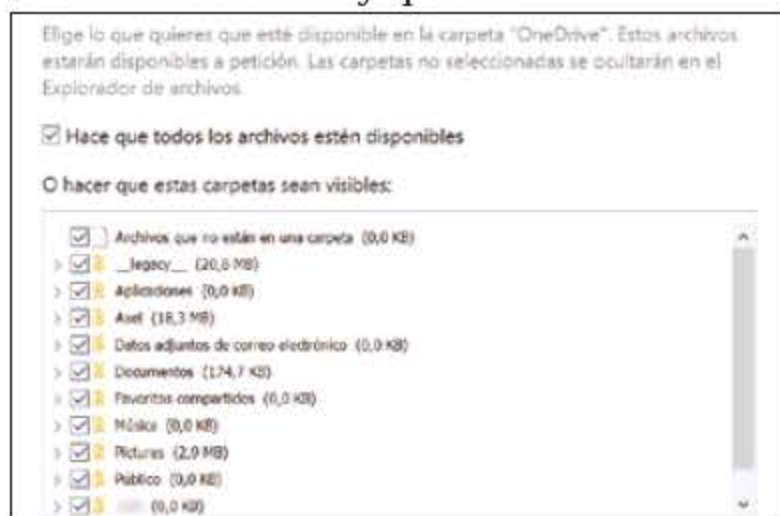 Elige lo que quieres que esté disponible en la carpeta "OneDrive". Estos archivos
estarán disponibles a petición. Las carpetas no seleccionadas se ocultarán en el
Explorador de archivos.
Hace que todos los archivos estén disponibles
O hacer que estas carpetas sean visibles:
Archivos que no están en una carpeta (0,0 KB)
__legacy__ (20,6 MB)
Aplicaciones (0,0 KB)
Axel (18,3 MB)
Datos adjuntos de correo electrónico (0,0 KB)
Documentos (174,7 KB)
Favoritos compartidos (0,0 KB)
Música (0,0 KB)
Pictures (2,0 MB)
Público (0,0 KB)
(0,0 KB)